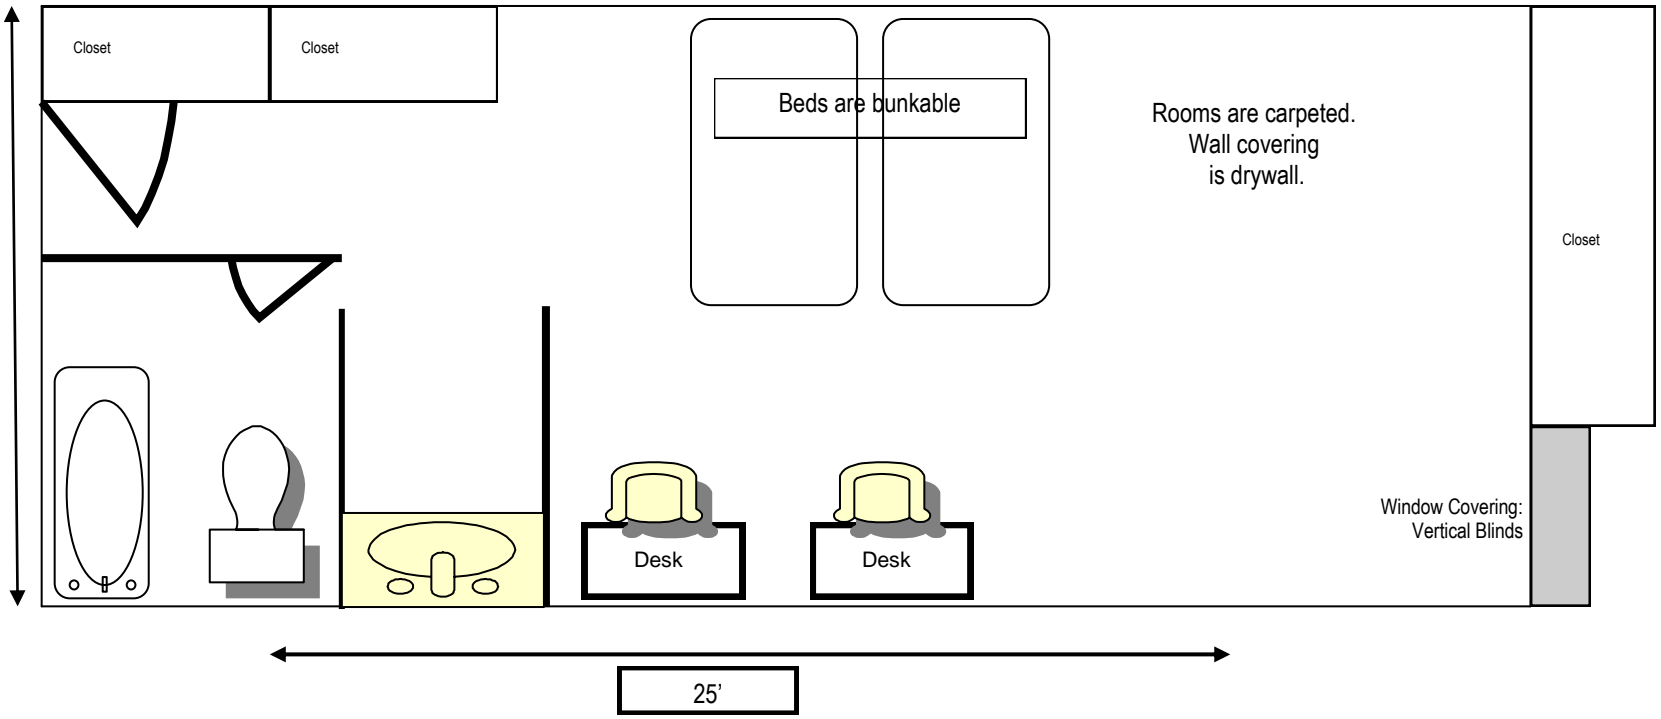 Closet
Closet
Beds are bunkable
Rooms are carpeted.
Wall covering
is drywall.
Closet
Window Covering:
Vertical Blinds
Desk
Desk
25’